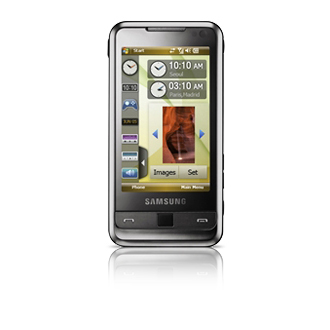 Start
10:10 AM
Seoul
03:10 AM
Paris, Madrid
Images Set
Phone Main Menu
SAMSUNG